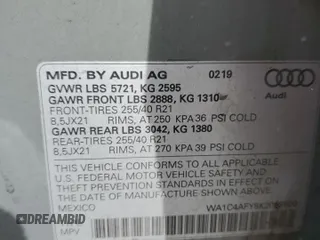 MFD. BY AUDI AG 0219
GVWR LBS 5721, KG 2595
GAWR FRONT LBS 2888, KG 1310
FRONT-TIRES 255/40 R21
8,5JX21 RIMS, AT 250 KPA 36 PSI COLD
GAWR REAR LBS 3042, KG 1380
REAR-TIRES 255/40 R21
8,5JX21 RIMS, AT 270 KPA 39 PSI COLD
Audi
THIS VEHICLE CONFORMS TO ALL APPLICABLE
U.S. FEDERAL MOTOR VEHICLE SAFETY AND
THEFT PREVENTION STANDARDS IN EFFECT ON THE
DATE OF MANUFACTURE SHOWN ABOVE.
MEXICO
MPV
DEALERSHIP